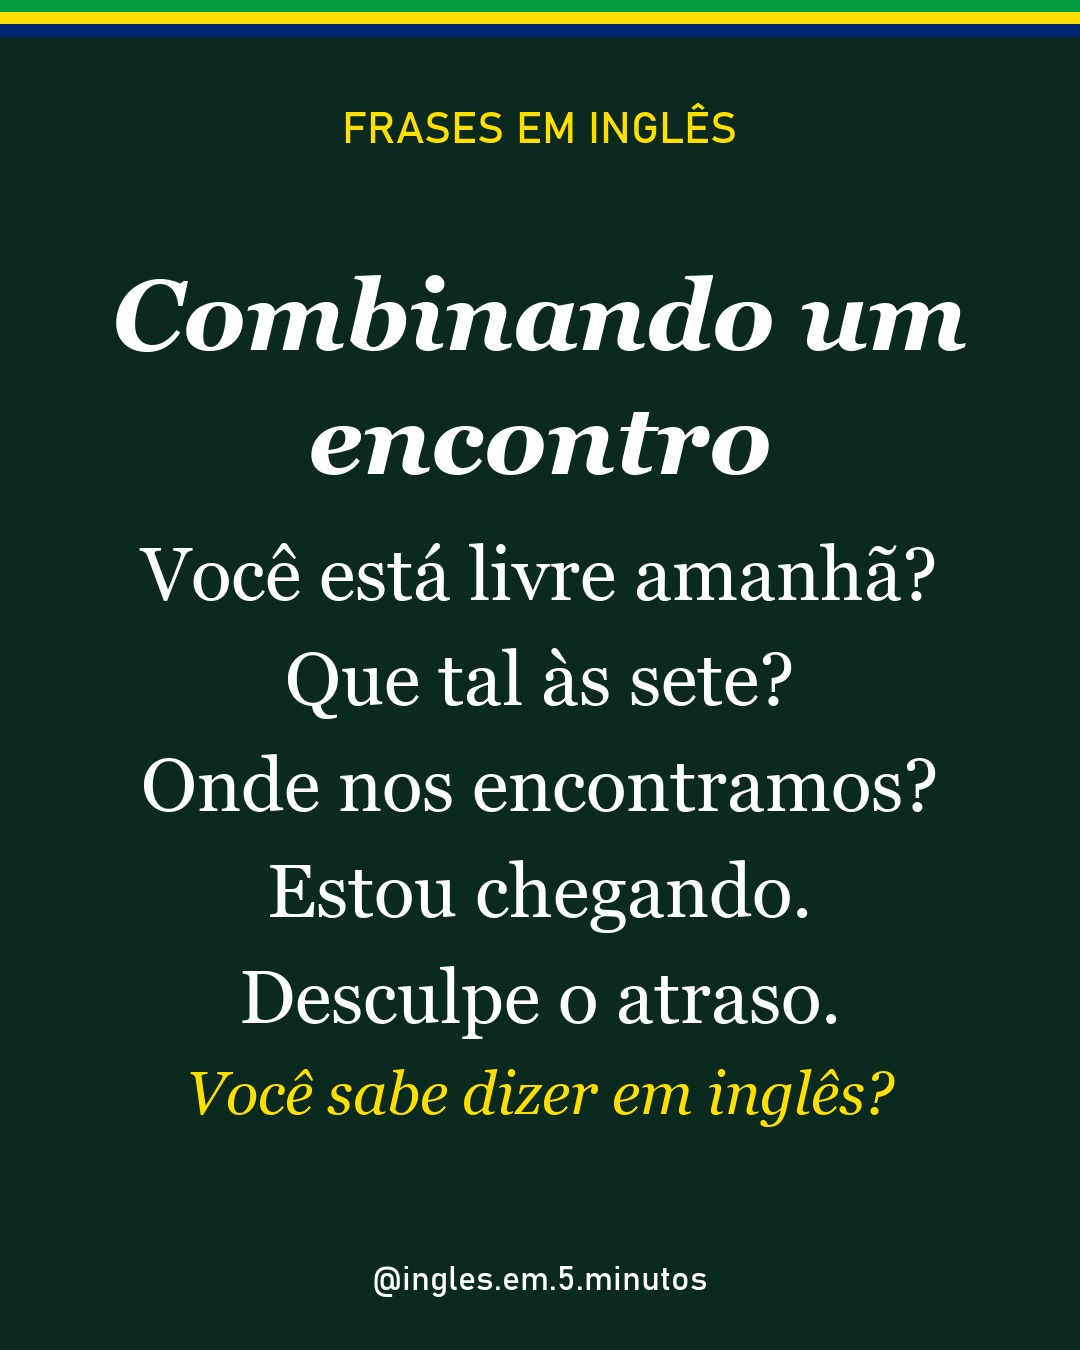 FRASES EM INGLÊS
Combinando um
encontro
Você está livre amanhã?
Que tal às sete?
Onde nos encontramos?
Estou chegando.
Desculpe o atraso.
Você sabe dizer em inglês?
@ingles.em.5.minutos